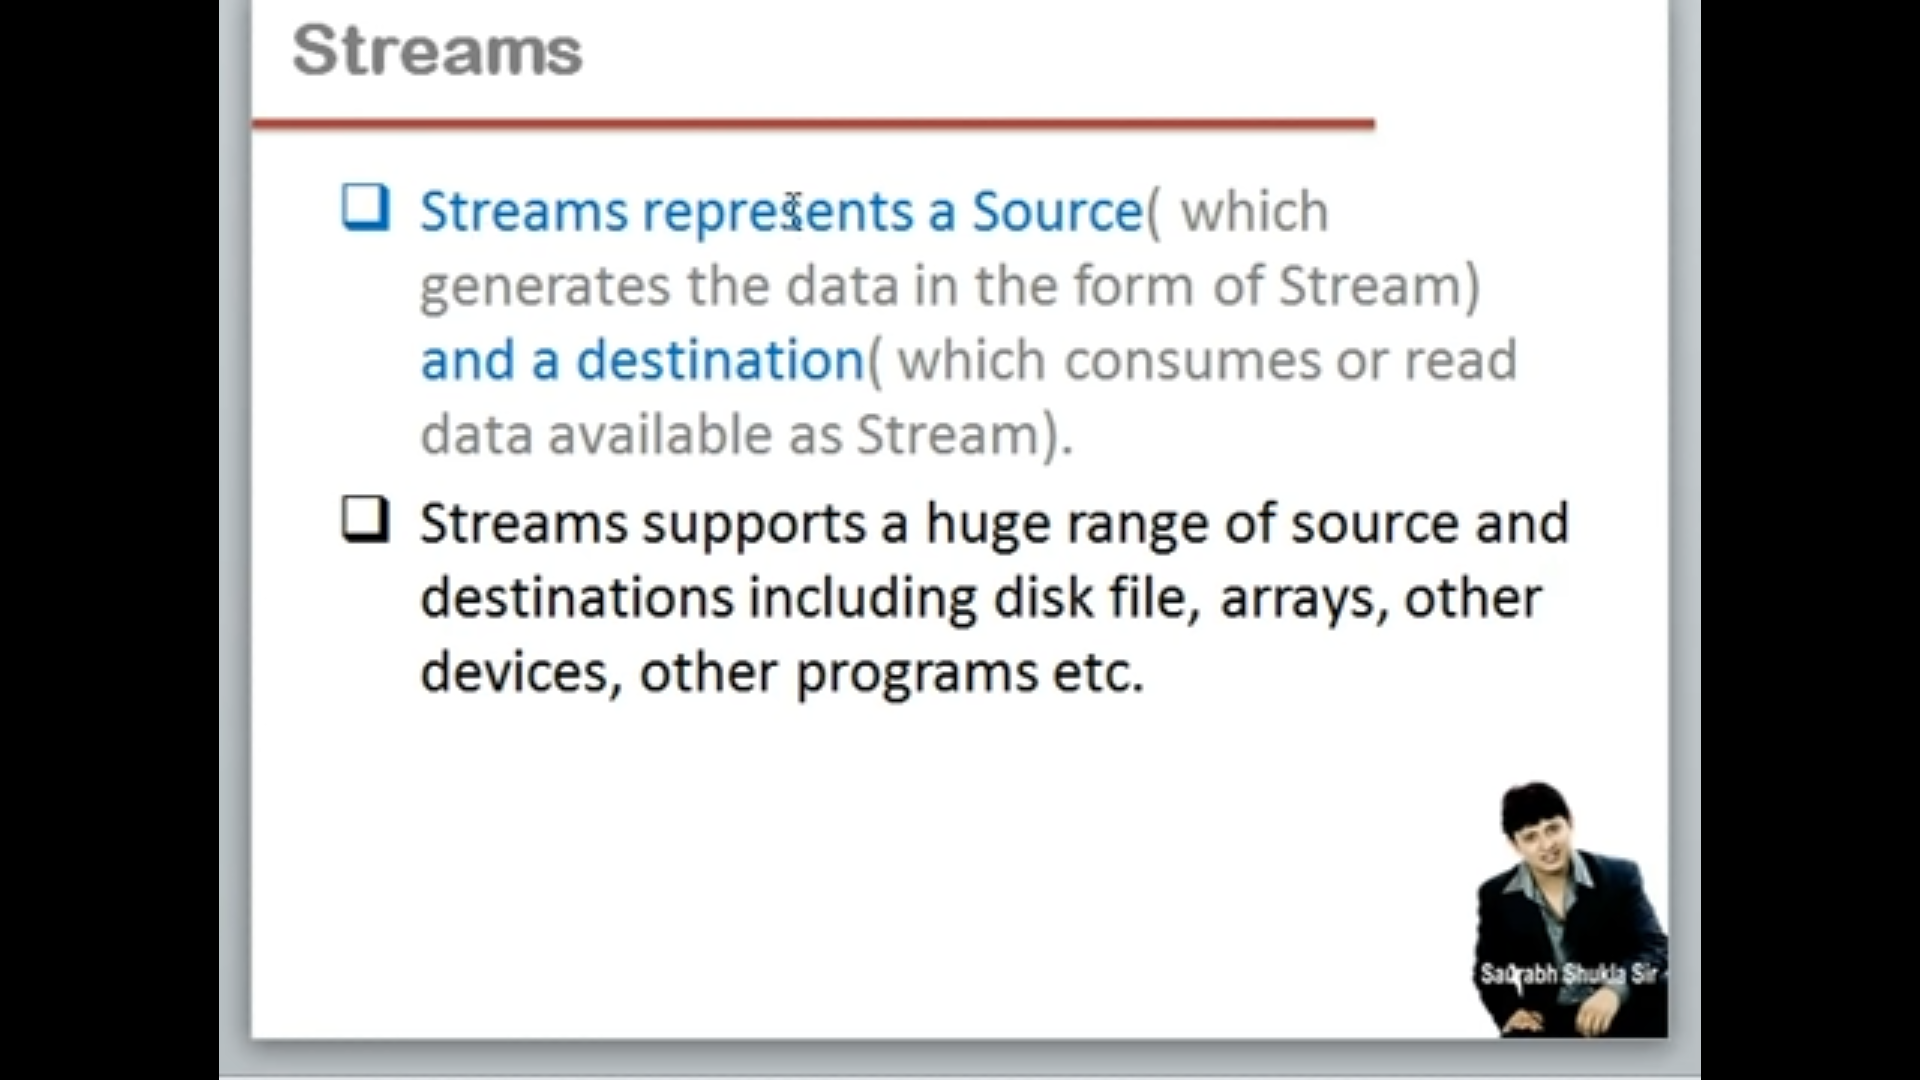 Streams
Streams represents a Source( which
generates the data in the form of Stream)
and a destination( which consumes or read
data available as Stream).
Streams supports a huge range of source and
destinations including disk file, arrays, other
devices, other programs etc.
Saurabh Shukla Sir